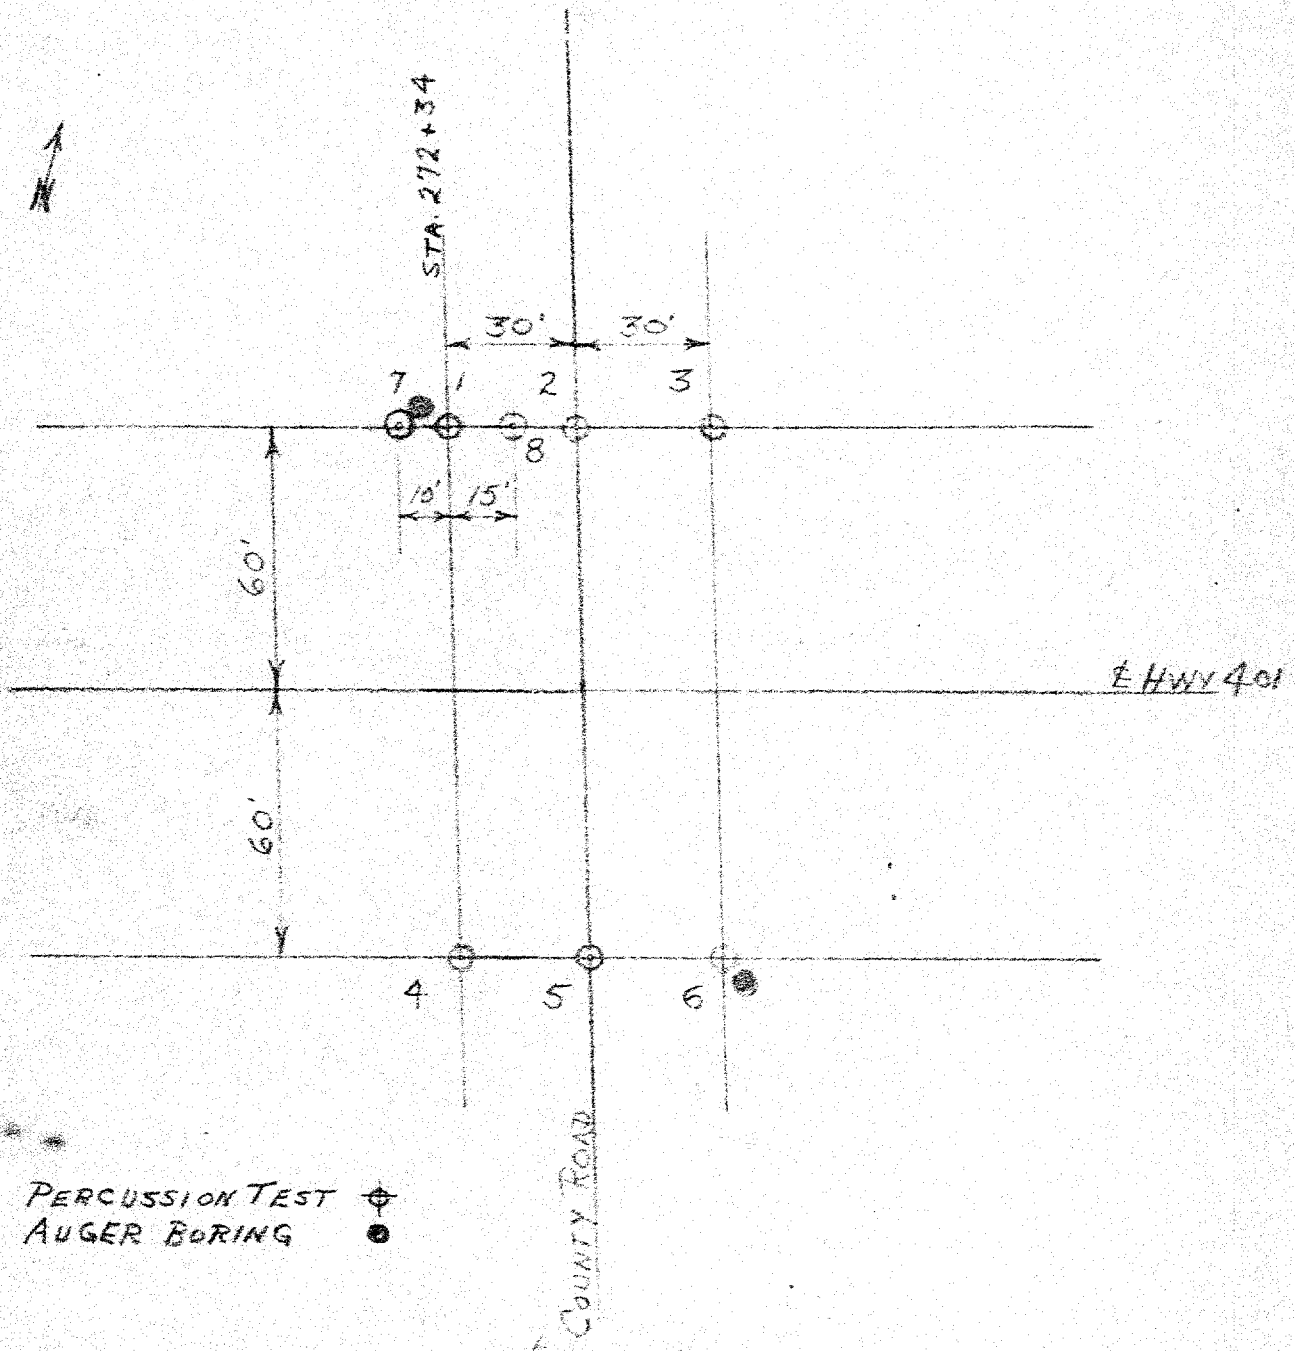 STA. 272+34
N
30' 30'
7 1 2 3
8
10' 15'
60'
℄ HWY 401
60'
4 5 6
COUNTY ROAD
PERCUSSION TEST
AUGER BORING